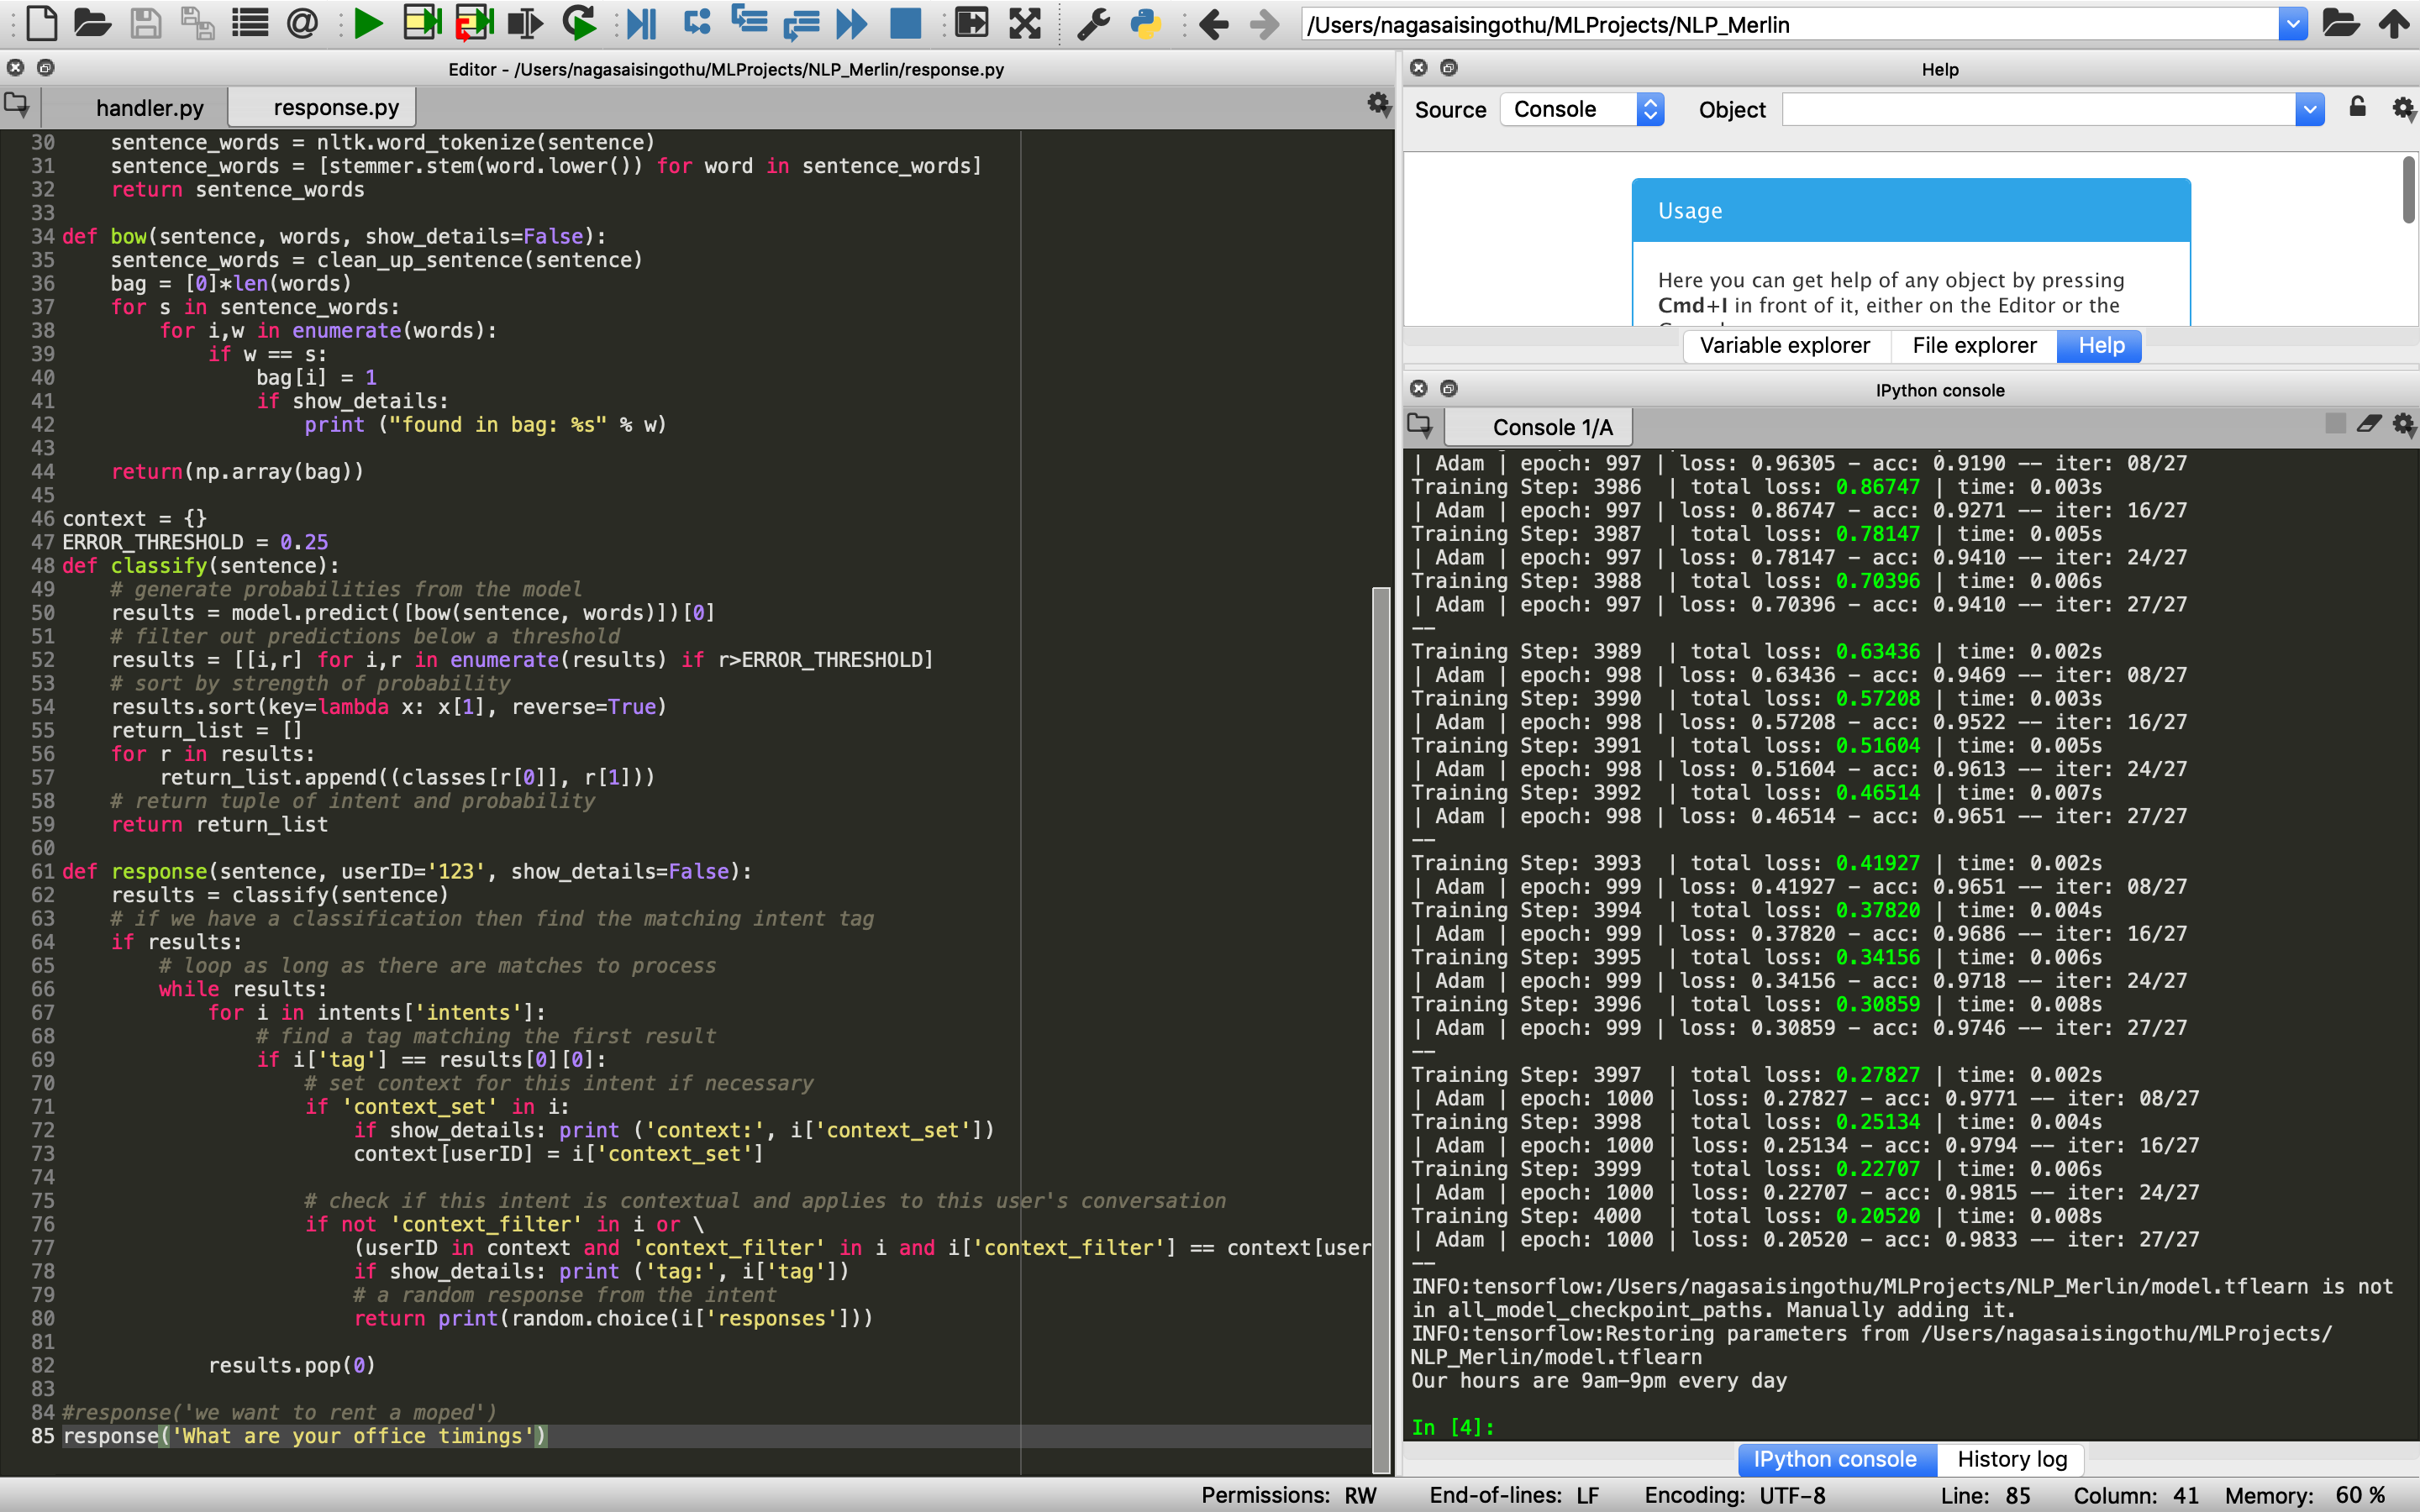 /Users/nagasaisingothu/MLProjects/NLP_Merlin
Editor - /Users/nagasaisingothu/MLProjects/NLP_Merlin/response.py
handler.py
response.py
30     sentence_words = nltk.word_tokenize(sentence)
31     sentence_words = [stemmer.stem(word.lower()) for word in sentence_words]
32     return sentence_words
33
34 def bow(sentence, words, show_details=False):
35     sentence_words = clean_up_sentence(sentence)
36     bag = [0]*len(words)
37     for s in sentence_words:
38         for i,w in enumerate(words):
39             if w == s:
40                 bag[i] = 1
41                 if show_details:
42                     print ("found in bag: %s" % w)
43
44     return(np.array(bag))
45
46 context = {}
47 ERROR_THRESHOLD = 0.25
48 def classify(sentence):
49     # generate probabilities from the model
50     results = model.predict([bow(sentence, words)])[0]
51     # filter out predictions below a threshold
52     results = [[i,r] for i,r in enumerate(results) if r>ERROR_THRESHOLD]
53     # sort by strength of probability
54     results.sort(key=lambda x: x[1], reverse=True)
55     return_list = []
56     for r in results:
57         return_list.append((classes[r[0]], r[1]))
58     # return tuple of intent and probability
59     return return_list
60
61 def response(sentence, userID='123', show_details=False):
62     results = classify(sentence)
63     # if we have a classification then find the matching intent tag
64     if results:
65         # loop as long as there are matches to process
66         while results:
67             for i in intents['intents']:
68                 # find a tag matching the first result
69                 if i['tag'] == results[0][0]:
70                     # set context for this intent if necessary
71                     if 'context_set' in i:
72                         if show_details: print ('context:', i['context_set'])
73                         context[userID] = i['context_set']
74
75                     # check if this intent is contextual and applies to this user's conversation
76                     if not 'context_filter' in i or \
77                         (userID in context and 'context_filter' in i and i['context_filter'] == context[user
78                         if show_details: print ('tag:', i['tag'])
79                         # a random response from the intent
80                         return print(random.choice(i['responses']))
81
82             results.pop(0)
83
84 #response('we want to rent a moped')
85 response('What are your office timings')
Help
Source Console Object
Usage
Here you can get help of any object by pressing
Cmd+I in front of it, either on the Editor or the
Variable explorer File explorer Help
IPython console
Console 1/A
| Adam | epoch: 997 | loss: 0.96305 - acc: 0.9190 -- iter: 08/27
Training Step: 3986  | total loss: 0.86747 | time: 0.003s
| Adam | epoch: 997 | loss: 0.86747 - acc: 0.9271 -- iter: 16/27
Training Step: 3987  | total loss: 0.78147 | time: 0.005s
| Adam | epoch: 997 | loss: 0.78147 - acc: 0.9410 -- iter: 24/27
Training Step: 3988  | total loss: 0.70396 | time: 0.006s
| Adam | epoch: 997 | loss: 0.70396 - acc: 0.9410 -- iter: 27/27
--
Training Step: 3989  | total loss: 0.63436 | time: 0.002s
| Adam | epoch: 998 | loss: 0.63436 - acc: 0.9469 -- iter: 08/27
Training Step: 3990  | total loss: 0.57208 | time: 0.003s
| Adam | epoch: 998 | loss: 0.57208 - acc: 0.9522 -- iter: 16/27
Training Step: 3991  | total loss: 0.51604 | time: 0.005s
| Adam | epoch: 998 | loss: 0.51604 - acc: 0.9613 -- iter: 24/27
Training Step: 3992  | total loss: 0.46514 | time: 0.007s
| Adam | epoch: 998 | loss: 0.46514 - acc: 0.9651 -- iter: 27/27
--
Training Step: 3993  | total loss: 0.41927 | time: 0.002s
| Adam | epoch: 999 | loss: 0.41927 - acc: 0.9651 -- iter: 08/27
Training Step: 3994  | total loss: 0.37820 | time: 0.004s
| Adam | epoch: 999 | loss: 0.37820 - acc: 0.9686 -- iter: 16/27
Training Step: 3995  | total loss: 0.34156 | time: 0.006s
| Adam | epoch: 999 | loss: 0.34156 - acc: 0.9718 -- iter: 24/27
Training Step: 3996  | total loss: 0.30859 | time: 0.008s
| Adam | epoch: 999 | loss: 0.30859 - acc: 0.9746 -- iter: 27/27
--
Training Step: 3997  | total loss: 0.27827 | time: 0.002s
| Adam | epoch: 1000 | loss: 0.27827 - acc: 0.9771 -- iter: 08/27
Training Step: 3998  | total loss: 0.25134 | time: 0.004s
| Adam | epoch: 1000 | loss: 0.25134 - acc: 0.9794 -- iter: 16/27
Training Step: 3999  | total loss: 0.22707 | time: 0.006s
| Adam | epoch: 1000 | loss: 0.22707 - acc: 0.9815 -- iter: 24/27
Training Step: 4000  | total loss: 0.20520 | time: 0.008s
| Adam | epoch: 1000 | loss: 0.20520 - acc: 0.9833 -- iter: 27/27
--
INFO:tensorflow:/Users/nagasaisingothu/MLProjects/NLP_Merlin/model.tflearn is not
in all_model_checkpoint_paths. Manually adding it.
INFO:tensorflow:Restoring parameters from /Users/nagasaisingothu/MLProjects/
NLP_Merlin/model.tflearn
Our hours are 9am-9pm every day
In [4]:
IPython console History log
Permissions: RW End-of-lines: LF Encoding: UTF-8 Line: 85 Column: 41 Memory: 60 %